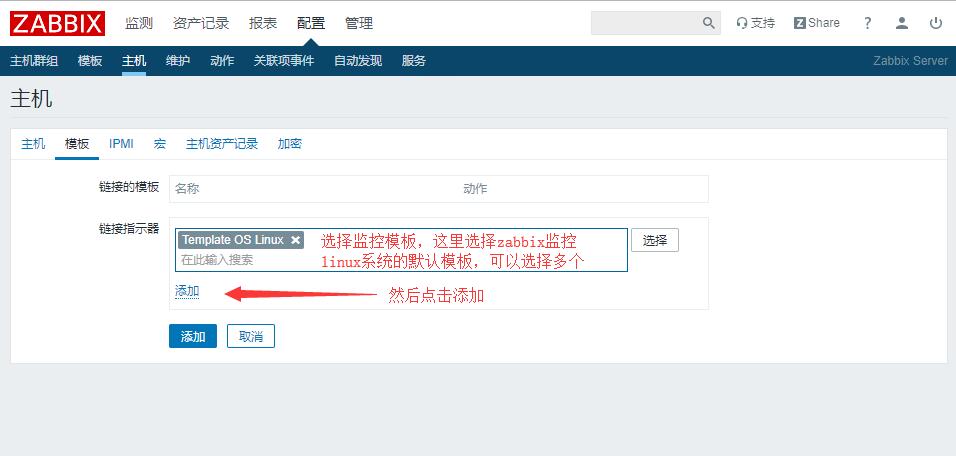 ZABBIX 监测 资产记录 报表 配置 管理 支持 Z Share ?
主机群组 模板 主机 维护 动作 关联项事件 自动发现 服务 Zabbix Server
主机
主机 模板 IPMI 宏 主机资产记录 加密
链接的模板 名称 动作
链接指示器
Template OS Linux × 选择监控模板，这里选择zabbix监控 选择
在此输入搜索 linux系统的默认模板，可以选择多个
添加 然后点击添加
添加 取消